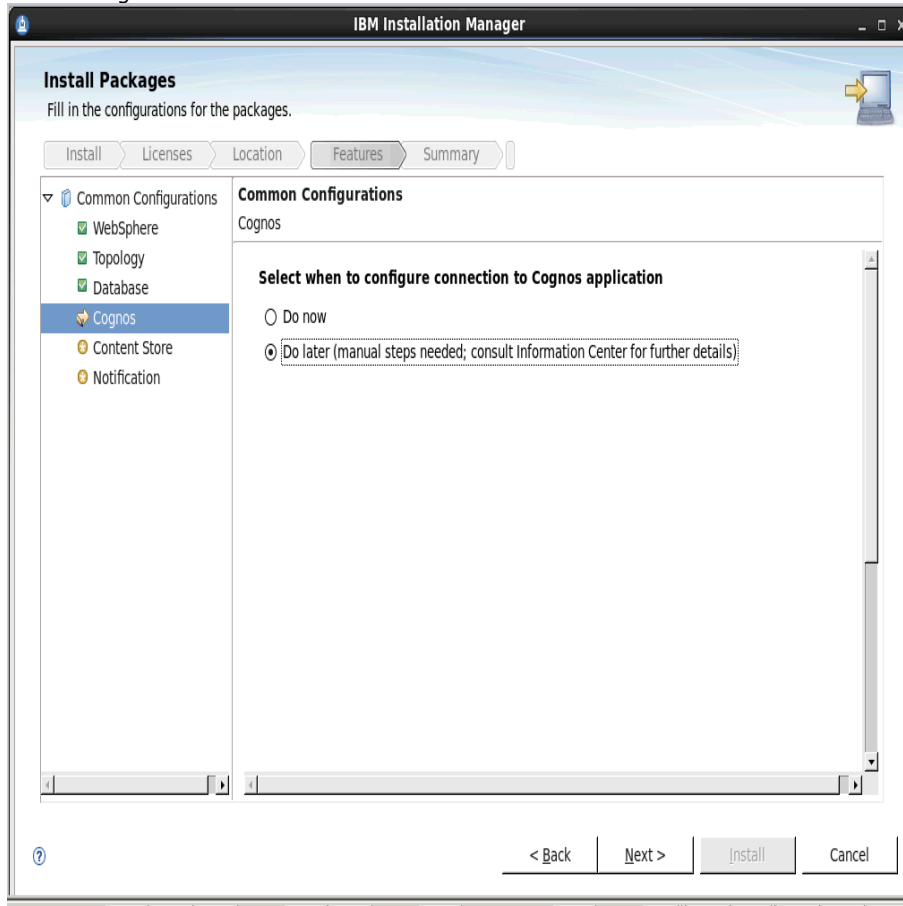 IBM Installation Manager
Install Packages
Fill in the configurations for the packages.
Install
Licenses
Location
Features
Summary
Common Configurations
WebSphere
Topology
Database
Cognos
Content Store
Notification
Common Configurations
Cognos
Select when to configure connection to Cognos application
Do now
Do later (manual steps needed; consult Information Center for further details)
< Back
Next >
Install
Cancel